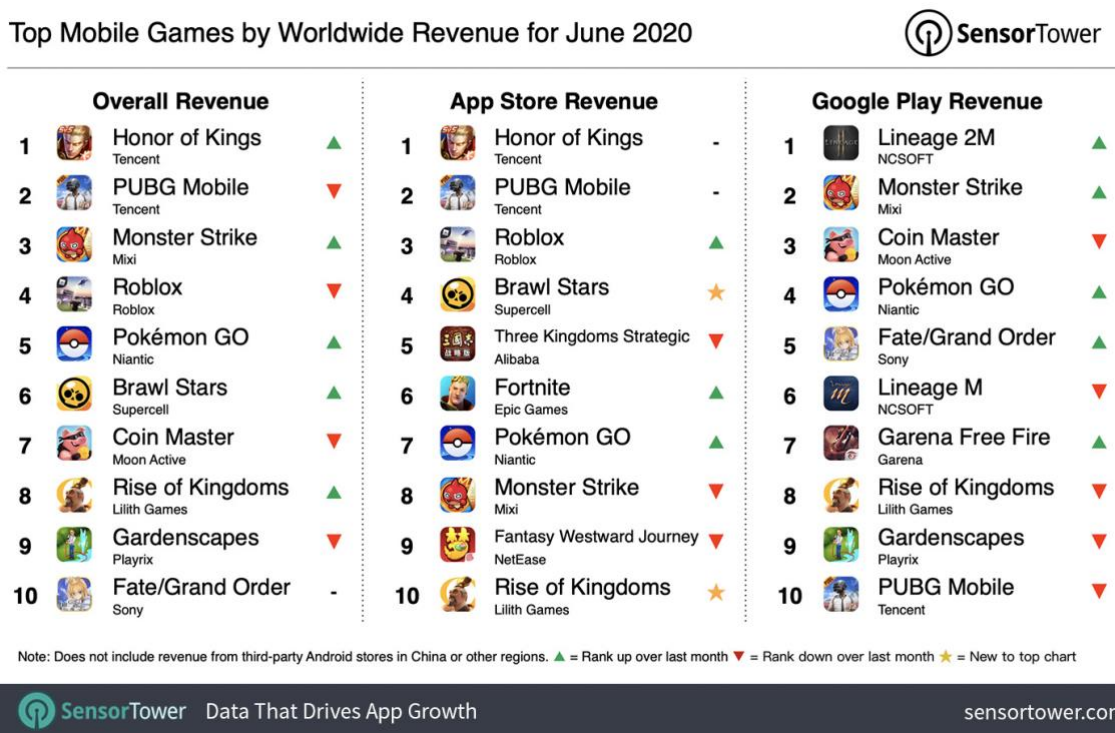 Top Mobile Games by Worldwide Revenue for June 2020
SensorTower
Overall Revenue
1 Honor of Kings
Tencent
2 PUBG Mobile
Tencent
3 Monster Strike
Mixi
4 Roblox
Roblox
5 Pokémon GO
Niantic
6 Brawl Stars
Supercell
7 Coin Master
Moon Active
8 Rise of Kingdoms
Lilith Games
9 Gardenscapes
Playrix
10 Fate/Grand Order -
Sony
App Store Revenue
1 Honor of Kings -
Tencent
2 PUBG Mobile -
Tencent
3 Roblox
Roblox
4 Brawl Stars
Supercell
5 Three Kingdoms Strategic
Alibaba
6 Fortnite
Epic Games
7 Pokémon GO
Niantic
8 Monster Strike
Mixi
9 Fantasy Westward Journey
NetEase
10 Rise of Kingdoms
Lilith Games
Google Play Revenue
1 Lineage 2M
NCSOFT
2 Monster Strike
Mixi
3 Coin Master
Moon Active
4 Pokémon GO
Niantic
5 Fate/Grand Order
Sony
6 Lineage M
NCSOFT
7 Garena Free Fire
Garena
8 Rise of Kingdoms
Lilith Games
9 Gardenscapes
Playrix
10 PUBG Mobile
Tencent
Note: Does not include revenue from third-party Android stores in China or other regions. ▲ = Rank up over last month ▼ = Rank down over last month ★ = New to top chart
SensorTower Data That Drives App Growth
sensortower.com